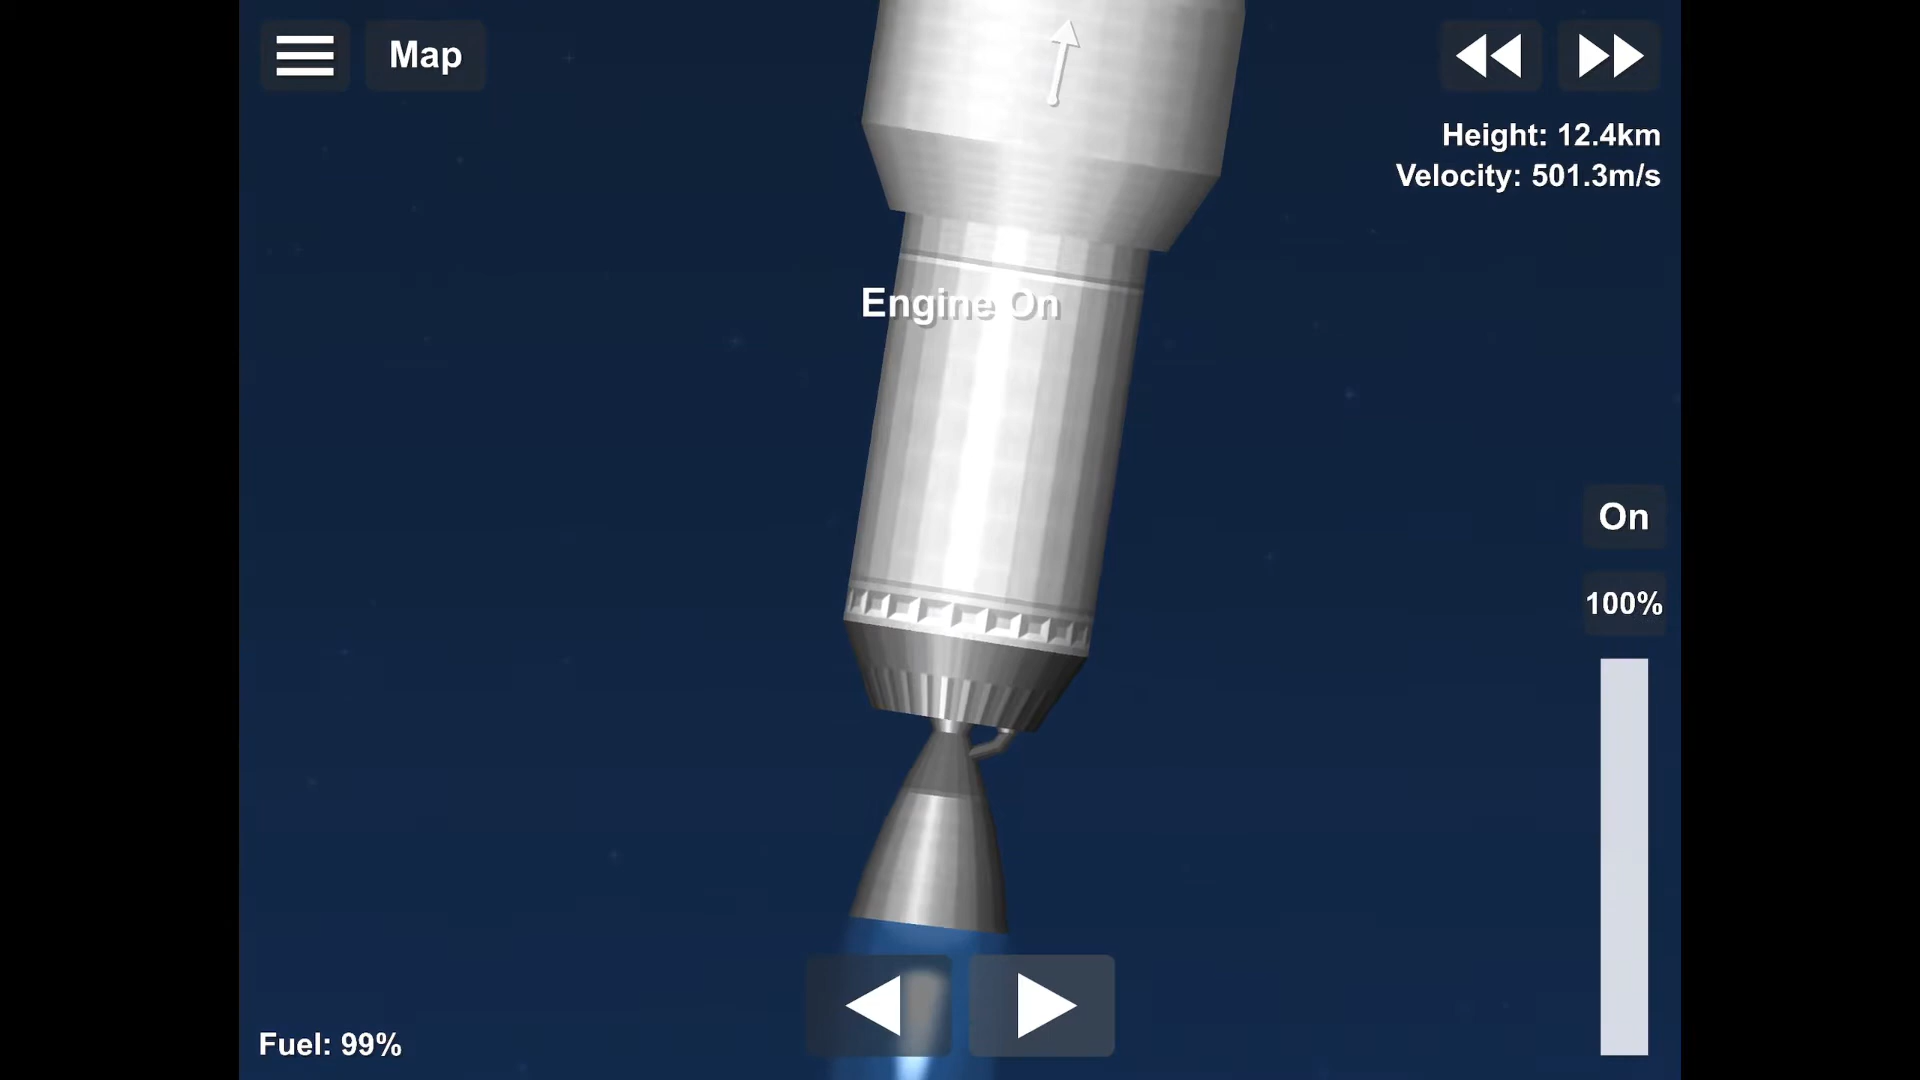 Map
Height: 12.4km
Velocity: 501.3m/s
Engine On
On
100%
Fuel: 99%